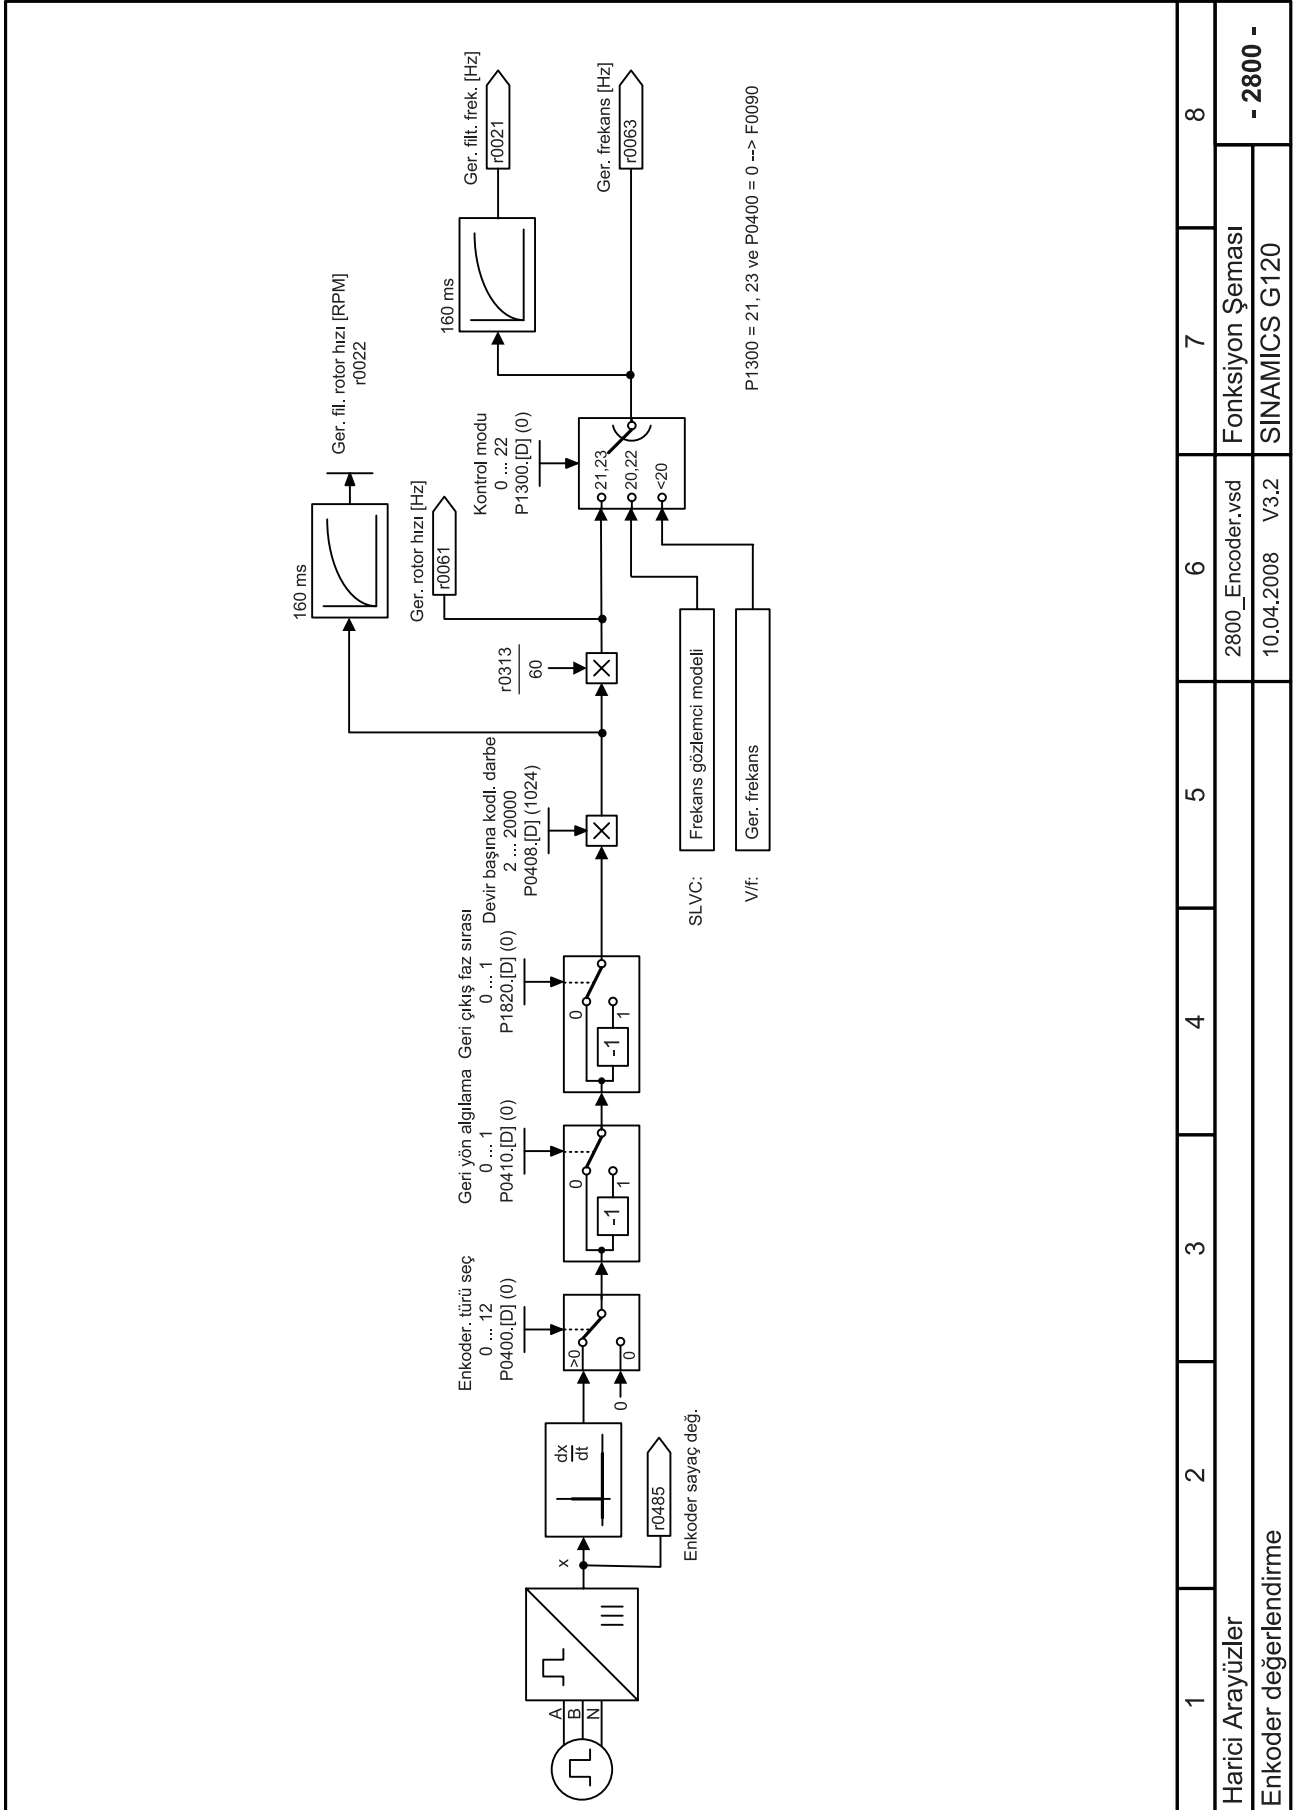 A
B
N
x
r0485
Enkoder sayaç değ.
dx
dt
Enkoder. türü seç
0 ... 12
P0400.[D] (0)
>0
0
0
Geri yön algılama
0 ... 1
P0410.[D] (0)
0
-1
1
Geri çıkış faz sırası
0 ... 1
P1820.[D] (0)
0
-1
1
Devir başına kodl. darbe
2 ... 20000
P0408.[D] (1024)
r0313
60
160 ms
Ger. fil. rotor hızı [RPM]
r0022
Ger. rotor hızı [Hz]
r0061
Kontrol modu
0 ... 22
P1300.[D] (0)
21,23
20,22
<20
160 ms
Ger. filt. frek. [Hz]
r0021
Ger. frekans [Hz]
r0063
SLVC:
Frekans gözlemci modeli
V/f:
Ger. frekans
P1300 = 21, 23 ve P0400 = 0 --> F0090
1 2 3 4 5 6 7 8
Harici Arayüzler
2800_Encoder.vsd
Fonksiyon Şeması
- 2800 -
Enkoder değerlendirme
10.04.2008 V3.2
SINAMICS G120